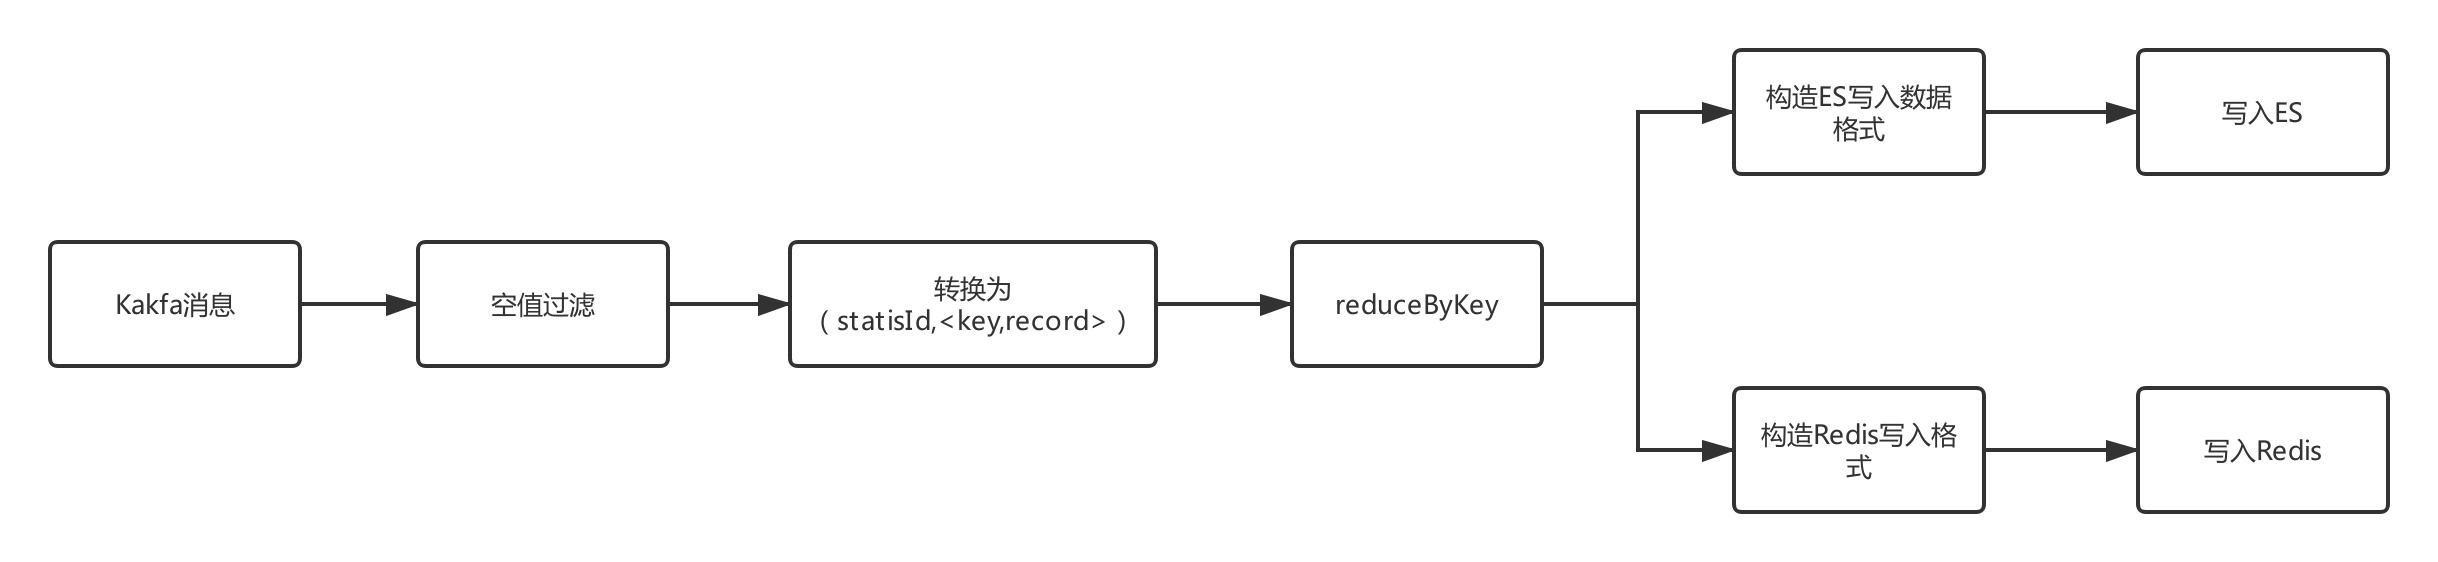 Kakfa消息
空值过滤
转换为
（statisId,<key,record>）
reduceByKey
构造ES写入数据
格式
写入ES
构造Redis写入格
式
写入Redis